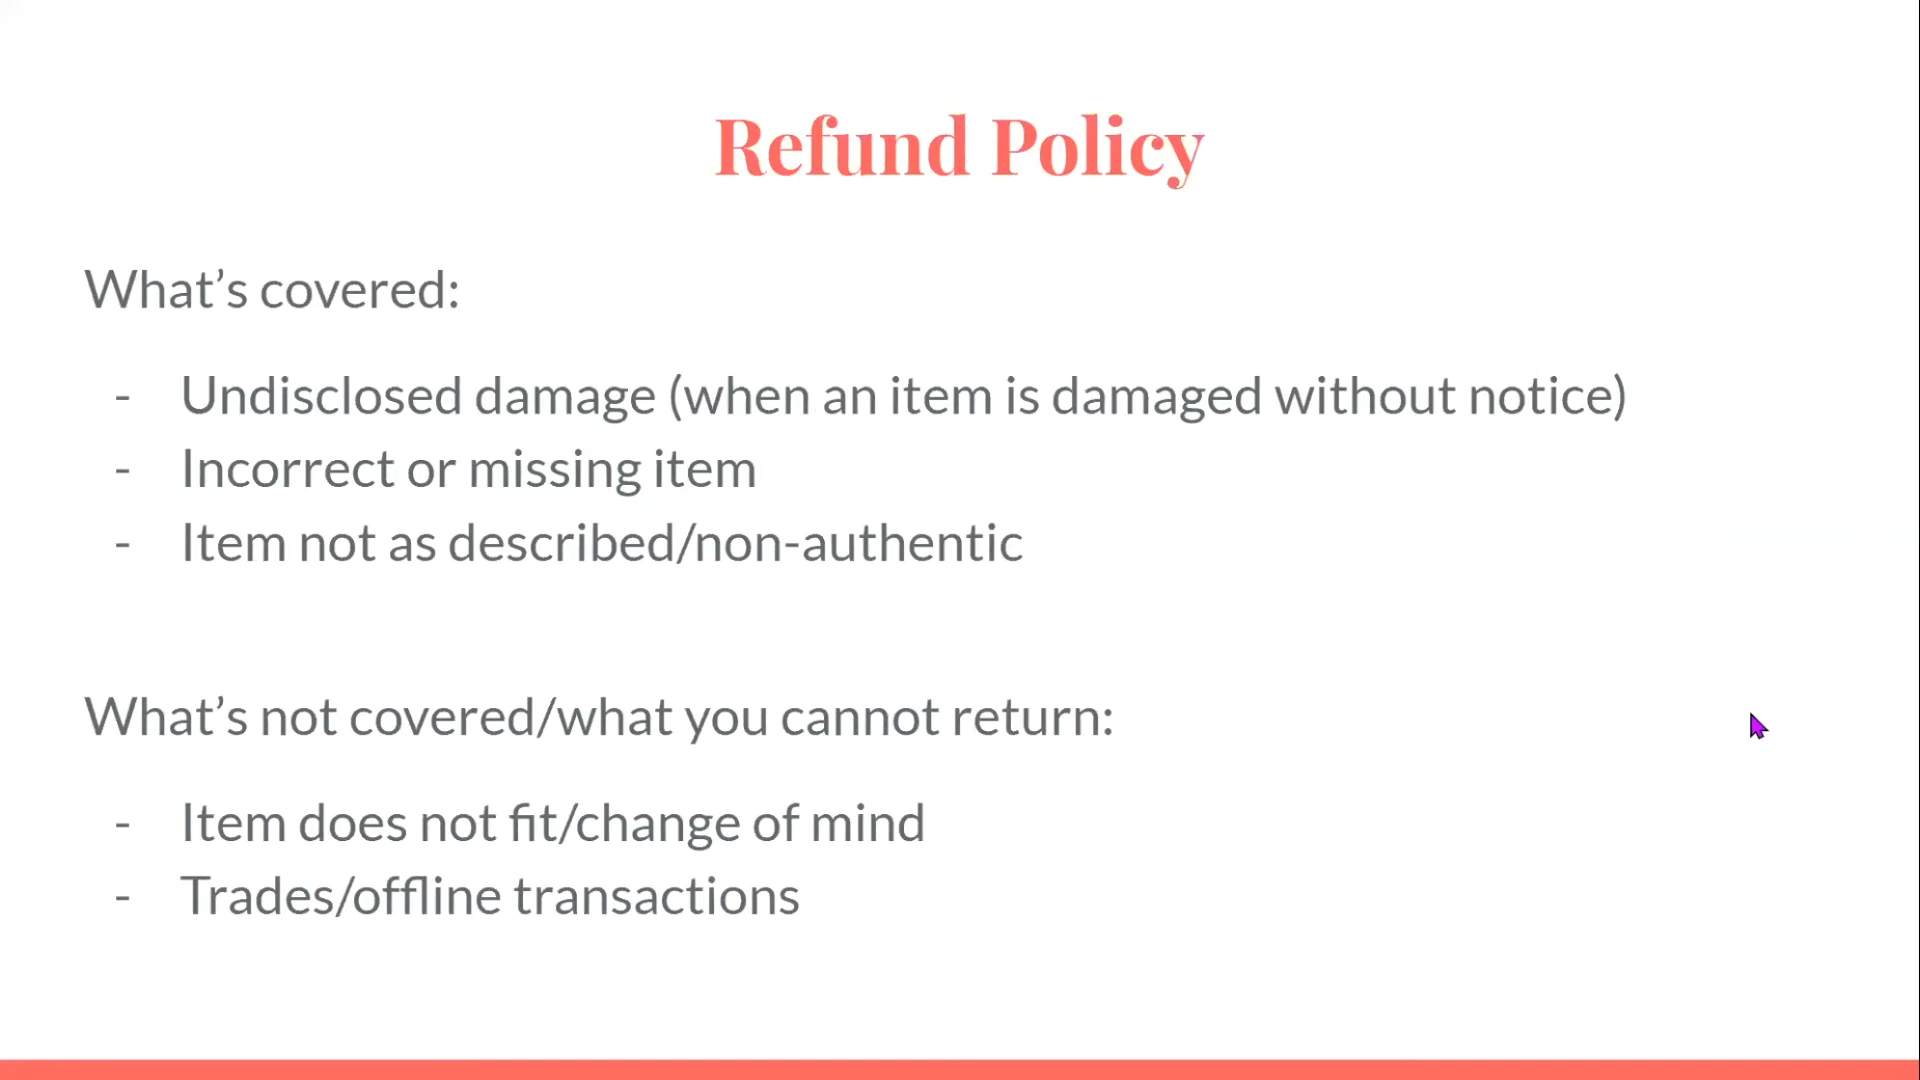 Refund Policy
What’s covered:
- Undisclosed damage (when an item is damaged without notice)
- Incorrect or missing item
- Item not as described/non-authentic
What’s not covered/what you cannot return:
- Item does not fit/change of mind
- Trades/offline transactions